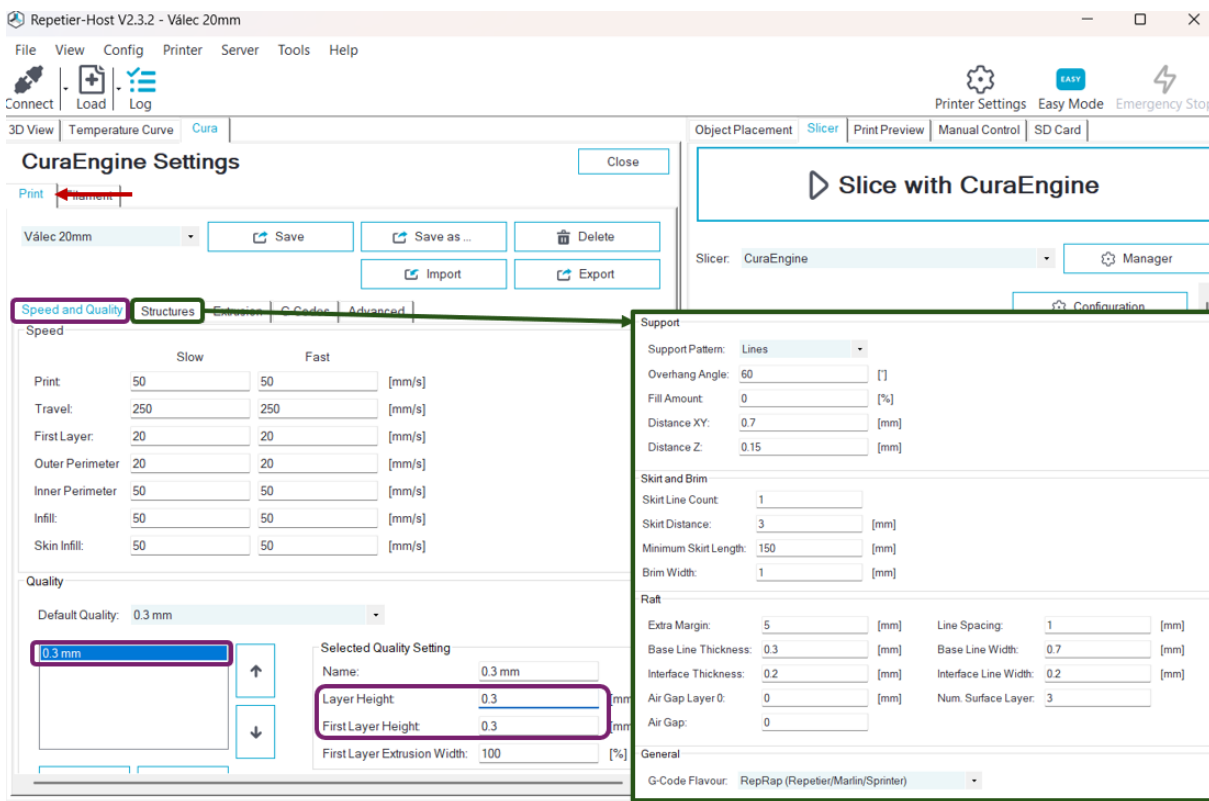 Repetier-Host V2.3.2 - Válec 20mm
File View Config Printer Server Tools Help
Connect Load Log Printer Settings Easy Mode Emergency Stop
EASY
3D View Temperature Curve Cura
Object Placement Slicer Print Preview Manual Control SD Card
CuraEngine Settings
Close
Slice with CuraEngine
Print Filament
Válec 20mm Save Save as ... Delete
Import Export
Slicer: CuraEngine Manager
Configuration
Speed and Quality Structures Extrusion G-Codes Advanced
Speed
Slow Fast
Print: 50 50 [mm/s]
Travel: 250 250 [mm/s]
First Layer: 20 20 [mm/s]
Outer Perimeter 20 20 [mm/s]
Inner Perimeter 50 50 [mm/s]
Infill: 50 50 [mm/s]
Skin Infill: 50 50 [mm/s]
Quality
Default Quality: 0.3 mm
0.3 mm
Selected Quality Setting
Name: 0.3 mm
Layer Height: 0.3 [mm
First Layer Height: 0.3 [mm
First Layer Extrusion Width: 100 [%]
Support
Support Pattern: Lines
Overhang Angle: 60 [°]
Fill Amount: 0 [%]
Distance XY: 0.7 [mm]
Distance Z: 0.15 [mm]
Skirt and Brim
Skirt Line Count: 1
Skirt Distance: 3 [mm]
Minimum Skirt Length: 150 [mm]
Brim Width: 1 [mm]
Raft
Extra Margin: 5 [mm] Line Spacing: 1 [mm]
Base Line Thickness: 0.3 [mm] Base Line Width: 0.7 [mm]
Interface Thickness: 0.2 [mm] Interface Line Width: 0.2 [mm]
Air Gap Layer 0: 0 [mm] Num. Surface Layer: 3
Air Gap: 0
General
G-Code Flavour: RepRap (Repetier/Marlin/Sprinter)